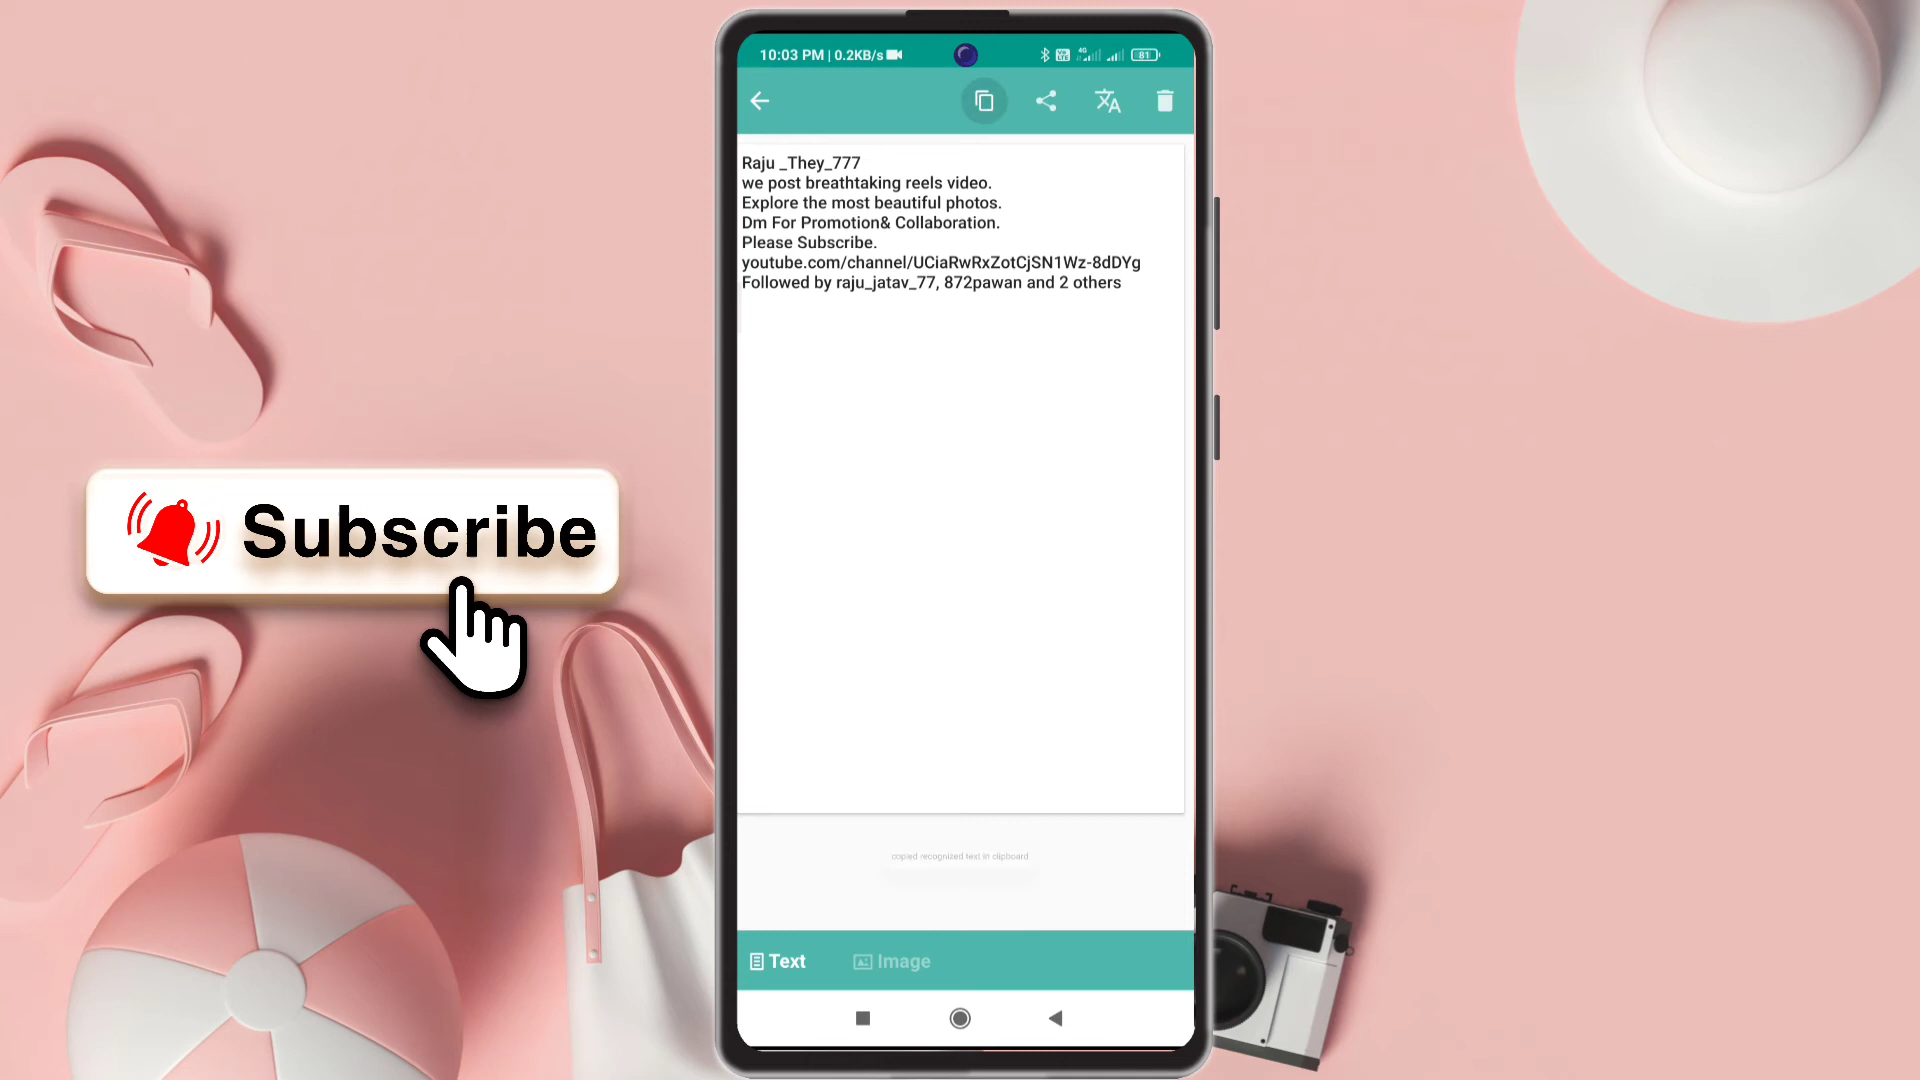 10:03 PM | 0.2KB/s
4G
81
Raju _They_777
we post breathtaking reels video.
Explore the most beautiful photos.
Dm For Promotion& Collaboration.
Please Subscribe.
youtube.com/channel/UCiaRwRxZotCjSN1Wz-8dDYg
Followed by raju_jatav_77, 872pawan and 2 others
Subscribe
copied recognized text in clipboard
Text
Image